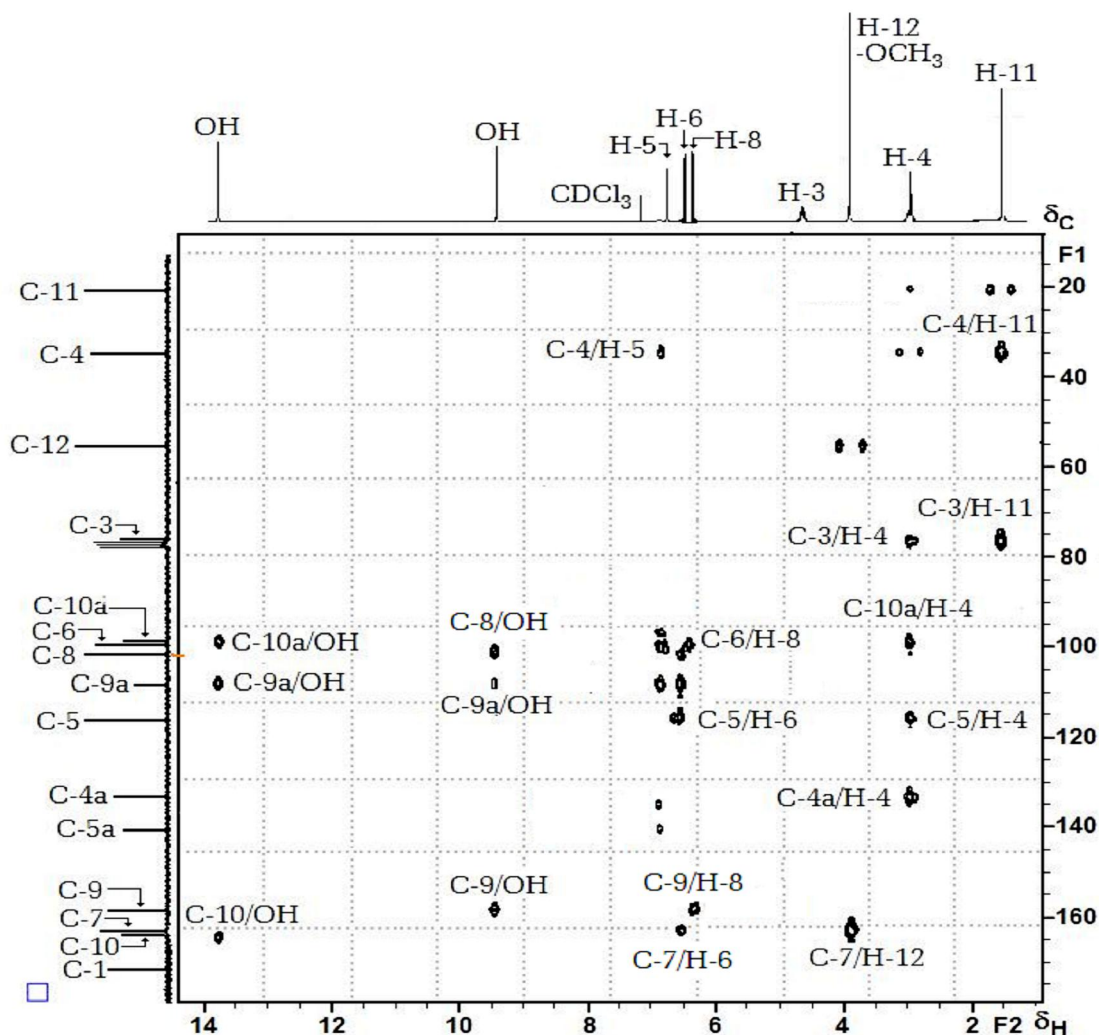 H-12
-OCH₃
H-11
OH
OH
H-6
H-5
H-8
H-4
CDCl₃
H-3
δC
F1
C-11
20
C-4/H-11
C-4
C-4/H-5
40
C-12
60
C-3/H-11
C-3
C-3/H-4
80
C-10a
C-10a/H-4
C-8/OH
C-6
C-10a/OH
C-6/H-8
100
C-8
C-9a
C-9a/OH
C-9a/OH
C-5
C-5/H-6
C-5/H-4
120
C-4a
C-4a/H-4
C-5a
140
C-9
C-9/OH
C-9/H-8
C-7
C-10/OH
160
C-10
C-7/H-6
C-7/H-12
C-1
14
12
10
8
6
4
2
F2
δH